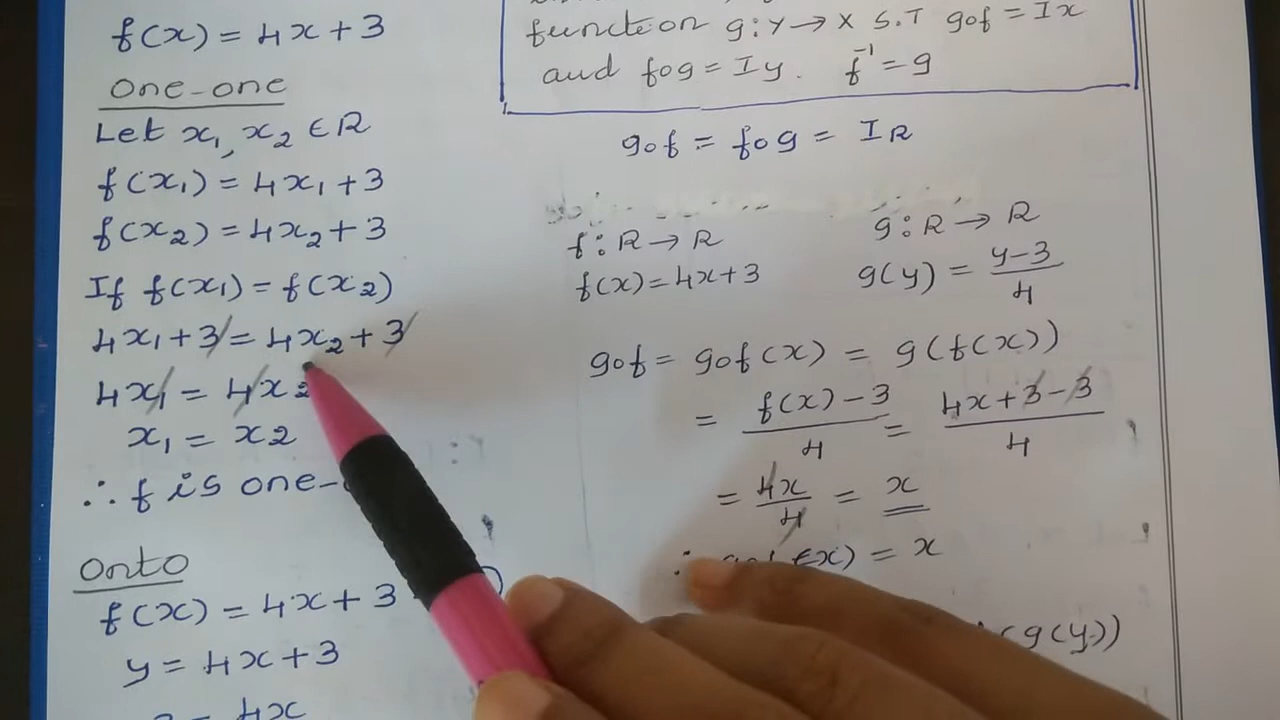 f(x) = 4x + 3
One-one
Let x₁, x₂ ∈ R
f(x₁) = 4x₁ + 3
f(x₂) = 4x₂ + 3
If f(x₁) = f(x₂)
4x₁ + 3 = 4x₂ + 3
4x₁ = 4x₂
x₁ = x2
∴ f is one-
Onto
f(x) = 4x + 3
y = 4x + 3
= 4x
function g : Y → X S.T gof = Ix
and fog = Iy. f⁻¹ = g
gof = fog = IR
f : R → R
f(x) = 4x + 3
g : R → R
g(y) = (y-3)/4
gof = gof(x) = g(f(x))
= (f(x) - 3)/4 = (4x + 3 - 3)/4
= 4x/4 = x
∴ (x) = x
(g(y))